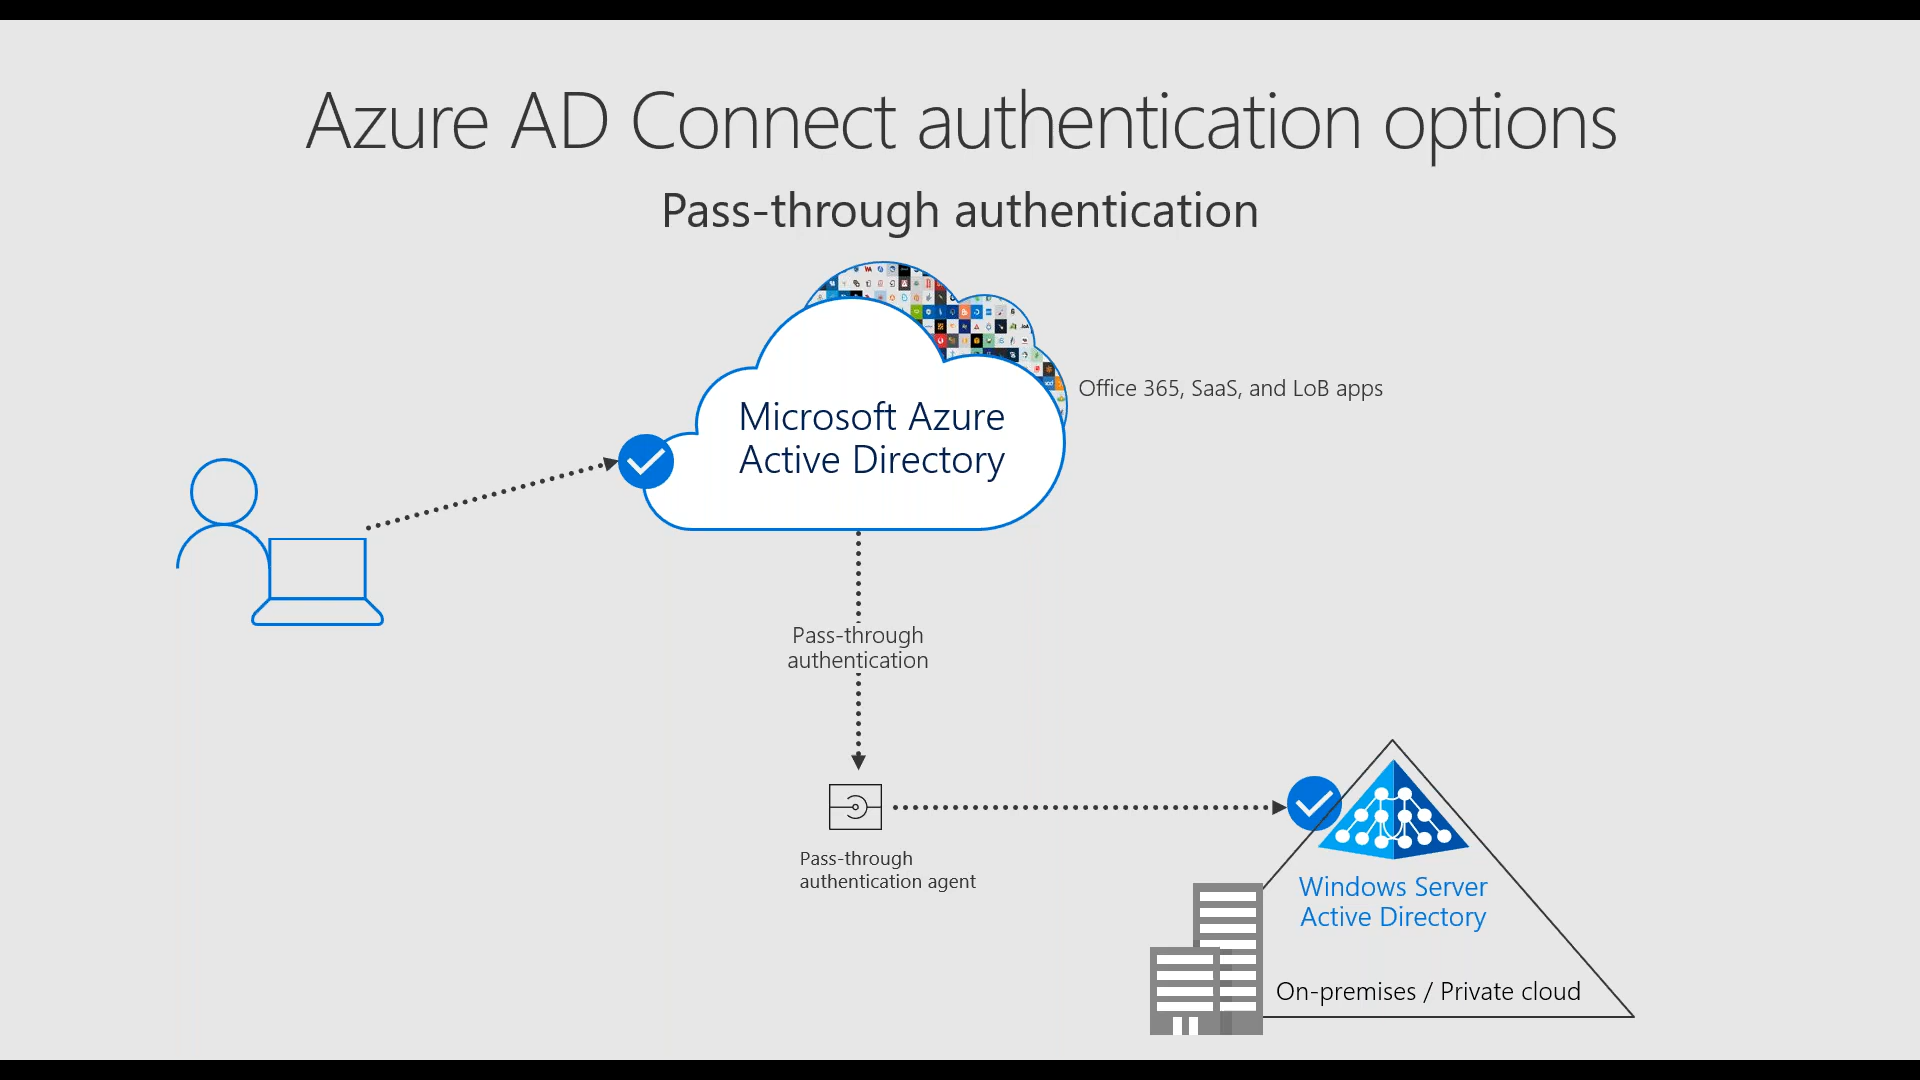 Azure AD Connect authentication options
Pass-through authentication
Office 365, SaaS, and LoB apps
Microsoft Azure
Active Directory
Pass-through
authentication
Pass-through
authentication agent
Windows Server
Active Directory
On-premises / Private cloud